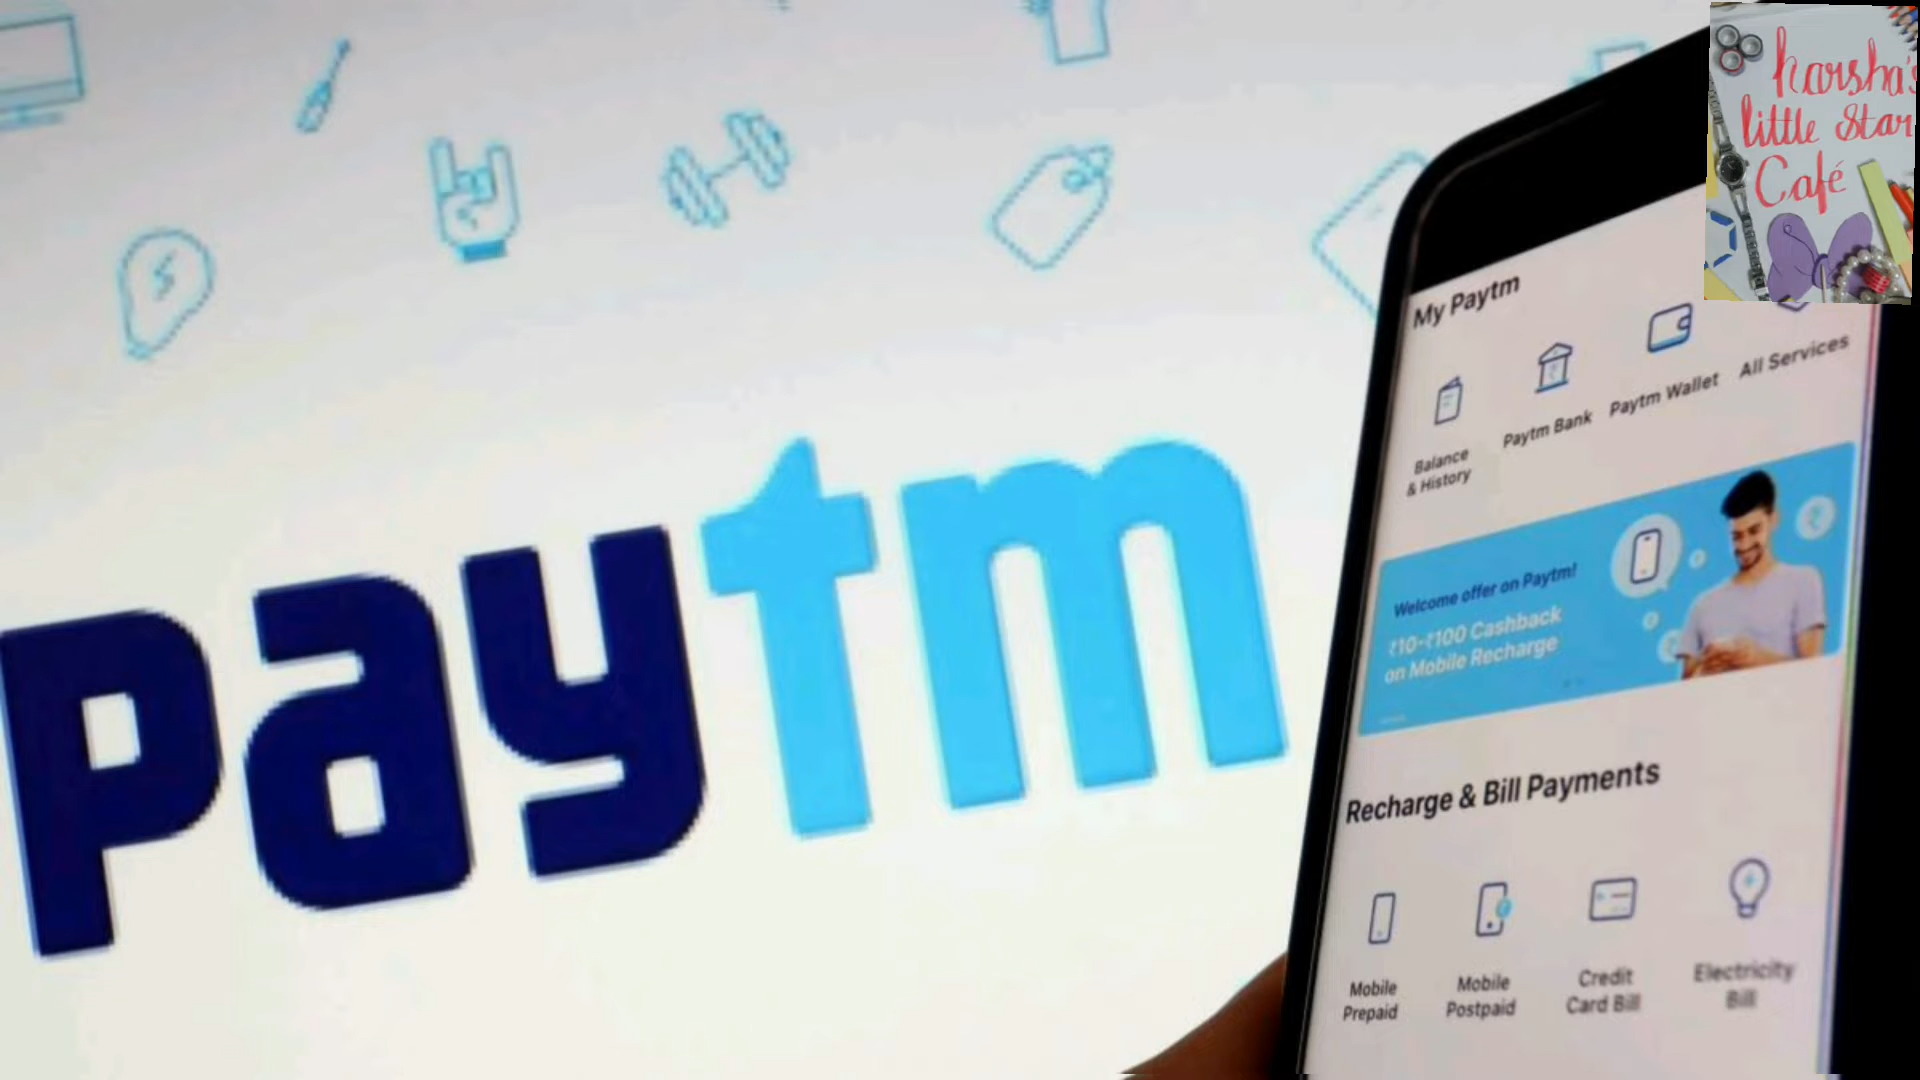 paytm
harsha's
little Star
Café
My Paytm
Balance
& History
Paytm Bank
Paytm Wallet
All Services
Welcome offer on Paytm!
₹10-₹100 Cashback
on Mobile Recharge
Recharge & Bill Payments
Mobile
Prepaid
Mobile
Postpaid
Credit
Card Bill
Electricity
Bill